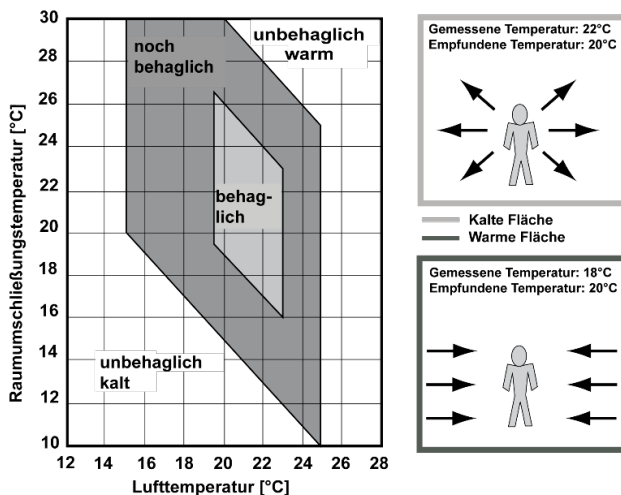 Raumumschließungstemperatur [°C]
30
28
26
24
22
20
18
16
14
12
10
noch
behaglich
unbehaglich
warm
behag-
lich
unbehaglich
kalt
12 14 16 18 20 22 24 26 28
Lufttemperatur [°C]
Gemessene Temperatur: 22°C
Empfundene Temperatur: 20°C
Kalte Fläche
Warme Fläche
Gemessene Temperatur: 18°C
Empfundene Temperatur: 20°C